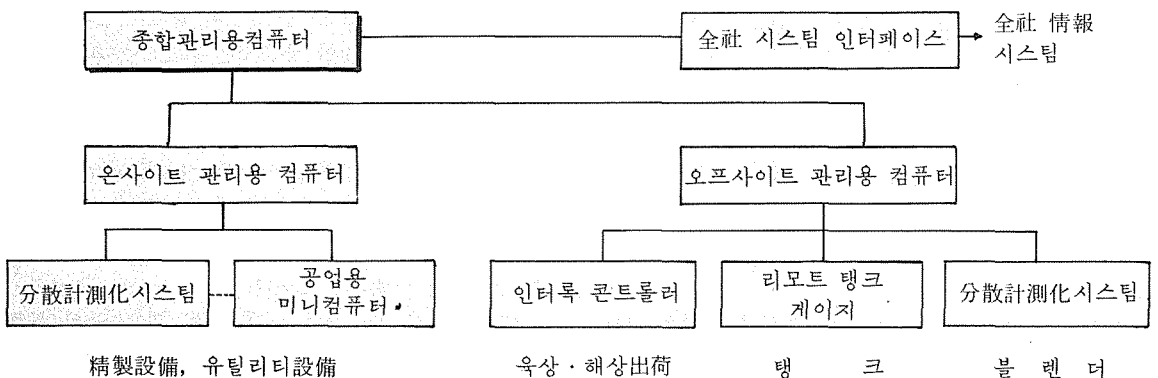 종합관리용컴퓨터
全社 시스팀 인터페이스
全社 情報
시스팀
온사이트 관리용 컴퓨터
오프사이트 관리용 컴퓨터
分散計測化시스팀
공업용
미니컴퓨터.
인터록 콘트롤러
리모트 탱크
게이지
分散計測化시스팀
精製設備, 유틸리티設備
육상·해상出荷
탱 크
블 렌 더